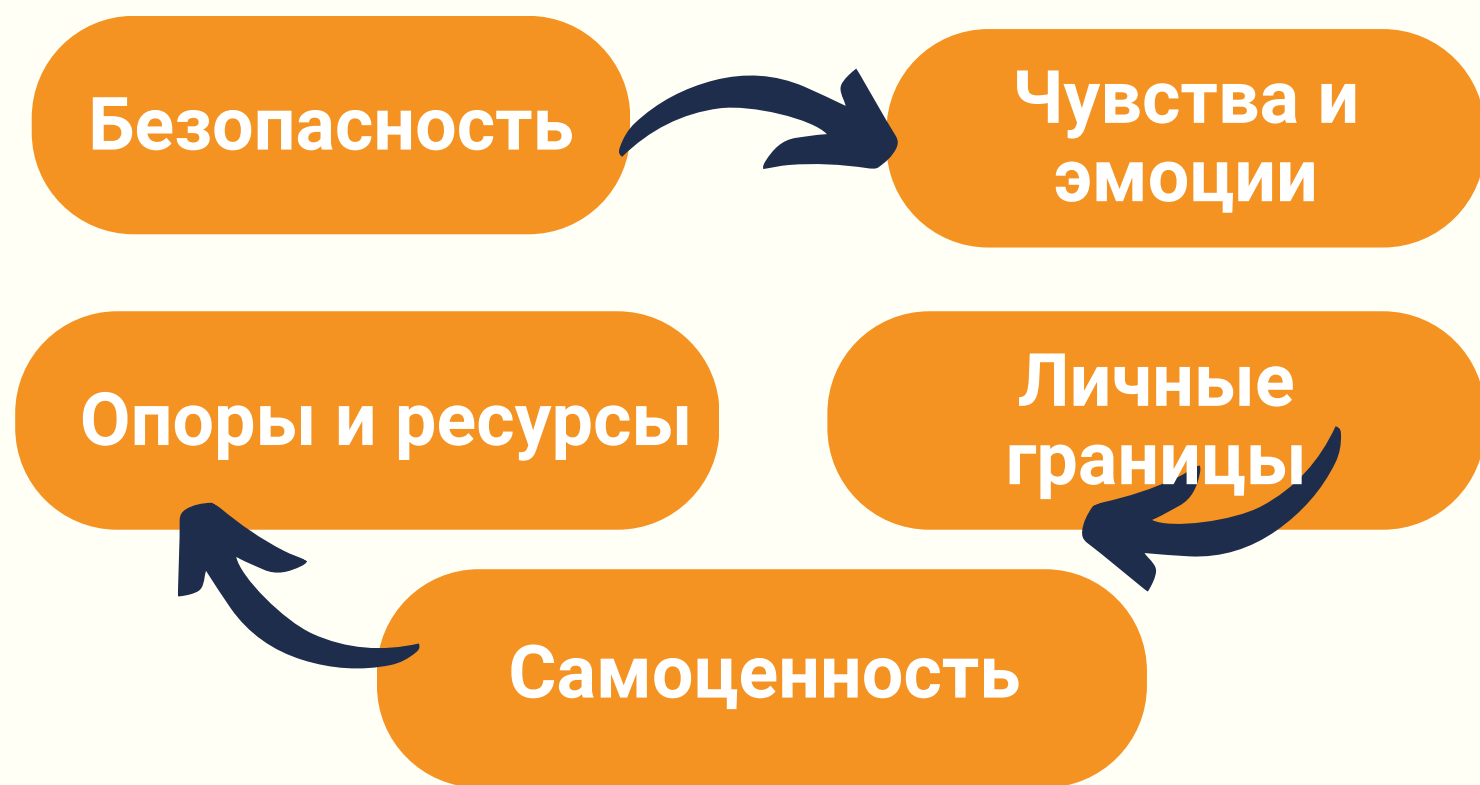 Безопасность
Чувства и
эмоции
Опоры и ресурсы
Личные
границы
Самоценность